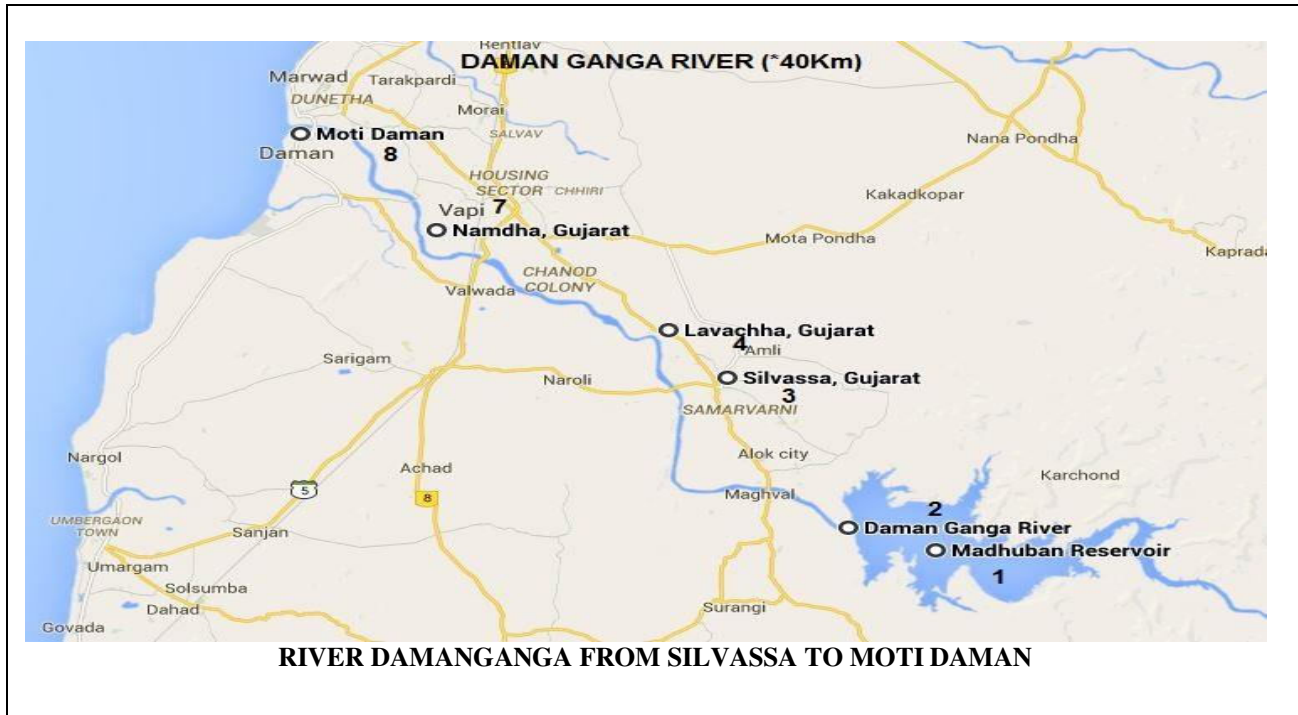 Rentlav
DAMAN GANGA RIVER (*40Km)
Marwad
Tarakpardi
DUNETHA
Morai
Moti Daman
SALVAV
Nana Pondha
Daman
8
HOUSING
SECTOR
CHHIRI
Kakadkopar
Vapi
7
Namdha, Gujarat
Mota Pondha
Kaprada
CHANOD
COLONY
Valwada
Lavachha, Gujarat
4
Amli
Sarigam
Naroli
Silvassa, Gujarat
3
SAMARVARNI
Nargol
Achad
Alok city
Karchond
5
8
Maghval
2
UMBERGAON
TOWN
Sanjan
Daman Ganga River
Madhuban Reservoir
Umargam
1
Solsumba
Dahad
Surangi
Govada
RIVER DAMANGANGA FROM SILVASSA TO MOTI DAMAN